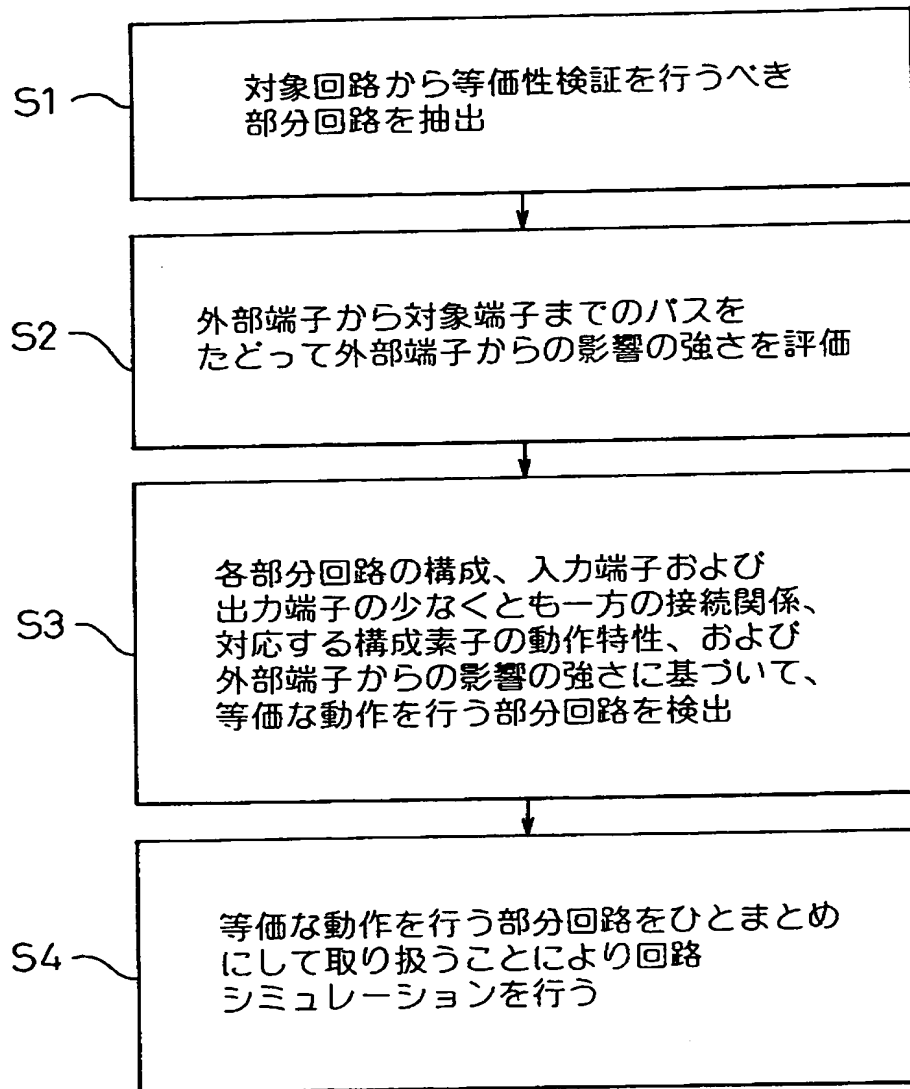 S1
対象回路から等価性検証を行うべき
部分回路を抽出
S2
外部端子から対象端子までのパスを
たどって外部端子からの影響の強さを評価
S3
各部分回路の構成、入力端子および
出力端子の少なくとも一方の接続関係、
対応する構成素子の動作特性、および
外部端子からの影響の強さに基づいて、
等価な動作を行う部分回路を検出
S4
等価な動作を行う部分回路をひとまとめ
にして取り扱うことにより回路
シミュレーションを行う